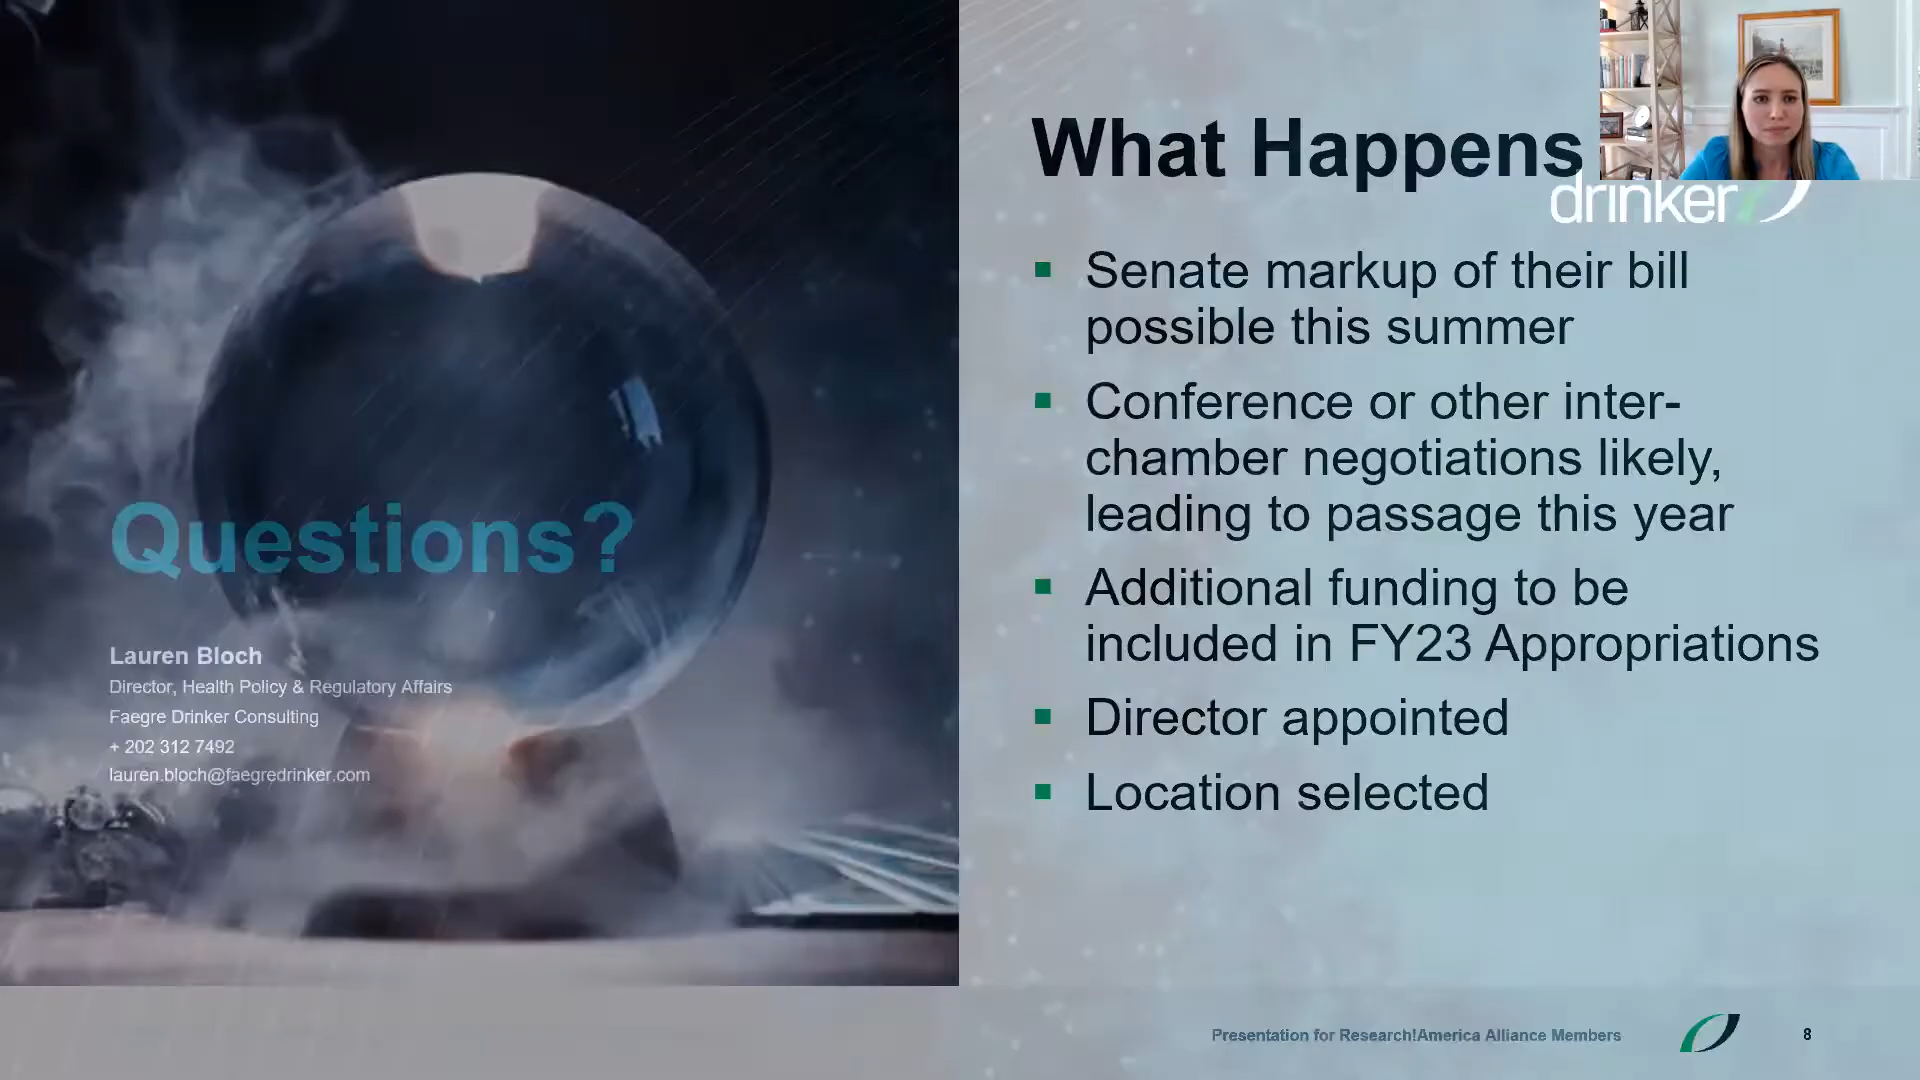 What Happens
drinker
Senate markup of their bill
possible this summer
Conference or other inter-
chamber negotiations likely,
leading to passage this year
Additional funding to be
included in FY23 Appropriations
Director appointed
Location selected
Questions?
Lauren Bloch
Director, Health Policy & Regulatory Affairs
Faegre Drinker Consulting
+ 202 312 7492
lauren.bloch@faegredrinker.com
Presentation for Research!America Alliance Members
8